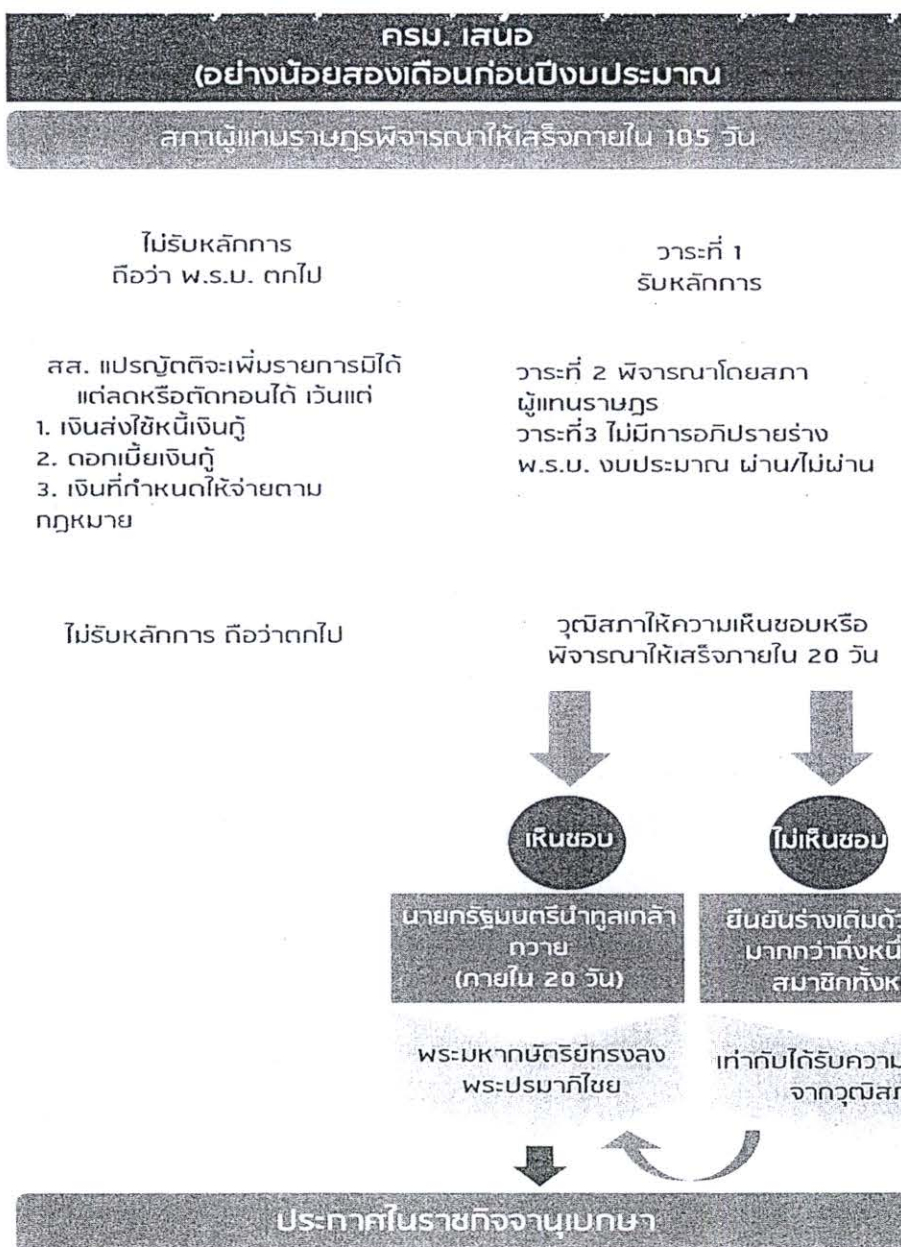 ครม. เสนอ
(อย่างน้อยสองเดือนก่อนปีงบประมาณ
สภาผู้แทนราษฎรพิจารณาให้เสร็จภายใน 105 วัน
ไม่รับหลักการ
ถือว่า พ.ร.บ. ตกไป
วาระที่ 1
รับหลักการ
สส. แปรญัตติจะเพิ่มรายการมิได้
แต่ลดหรือตัดทอนได้ เว้นแต่
1. เงินส่งใช้หนี้เงินกู้
2. ดอกเบี้ยเงินกู้
3. เงินที่กำหนดให้จ่ายตาม
กฎหมาย
วาระที่ 2 พิจารณาโดยสภา
ผู้แทนราษฎร
วาระที่3 ไม่มีการอภิปรายร่าง
พ.ร.บ. งบประมาณ ผ่าน/ไม่ผ่าน
ไม่รับหลักการ ถือว่าตกไป
วุฒิสภาให้ความเห็นชอบหรือ
พิจารณาให้เสร็จภายใน 20 วัน
เห็นชอบ
ไม่เห็นชอบ
นายกรัฐมนตรีนำทูลเกล้า
ถวาย
(ภายใน 20 วัน)
ยืนยันร่างเดิมด้ว
มากกว่ากึ่งหนึ
สมาชิกทั้งห
พระมหากษัตริย์ทรงลง
พระปรมาภิไชย
เท่ากับได้รับความ
จากวุฒิสภ
ประกาศในราชกิจจานุเบกษา